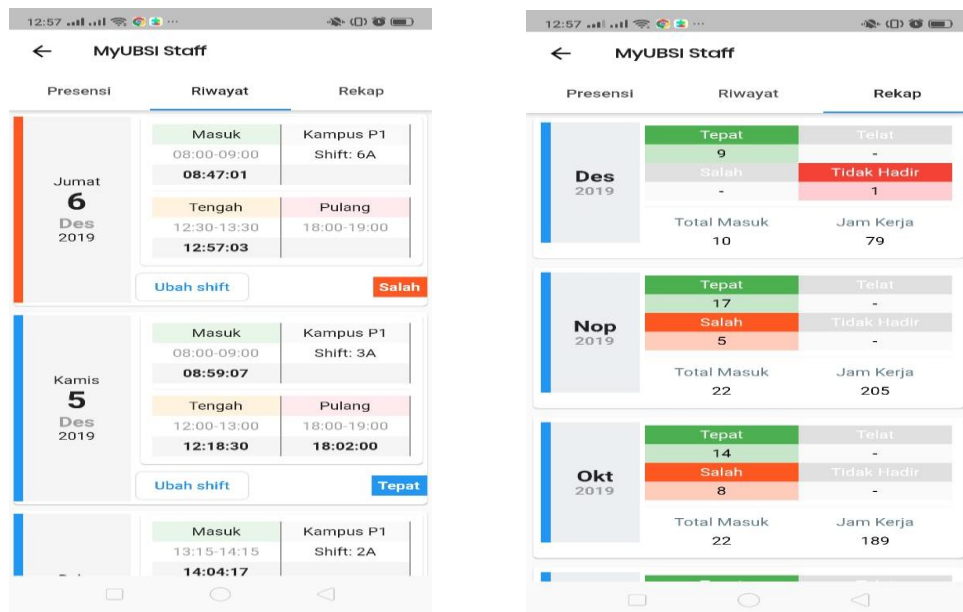 12:57
MyUBSI Staff
Presensi Riwayat Rekap
Masuk Kampus P1
08:00-09:00 Shift: 6A
08:47:01
Jumat
6
Des
2019
Tengah Pulang
12:30-13:30 18:00-19:00
12:57:03
Ubah shift Salah
Masuk Kampus P1
08:00-09:00 Shift: 3A
08:59:07
Kamis
5
Des
2019
Tengah Pulang
12:00-13:00 18:00-19:00
12:18:30 18:02:00
Ubah shift Tepat
Masuk Kampus P1
13:15-14:15 Shift: 2A
14:04:17
12:57
MyUBSI Staff
Presensi Riwayat Rekap
Des
2019
Tepat Telat
9 -
Salah Tidak Hadir
- 1
Total Masuk Jam Kerja
10 79
Nop
2019
Tepat Telat
17 -
Salah Tidak Hadir
5 -
Total Masuk Jam Kerja
22 205
Okt
2019
Tepat Telat
14 -
Salah Tidak Hadir
8 -
Total Masuk Jam Kerja
22 189